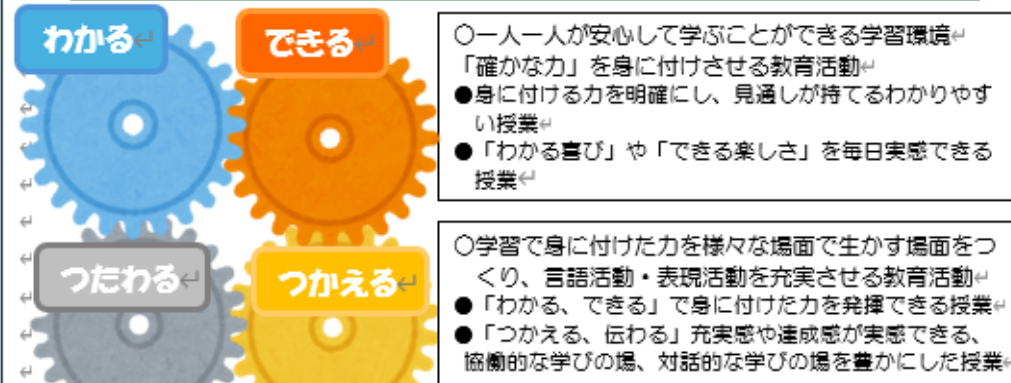 わかる
できる
○一人一人が安心して学ぶことができる学習環境
「確かな力」を身に付けさせる教育活動
●身に付ける力を明確にし、見通しが持てるわかりやす
い授業
●「わかる喜び」や「できる楽しさ」を毎日実感できる
授業
つたわる
つかえる
○学習で身に付けた力を様々な場面で生かす場面をつ
くり、言語活動・表現活動を充実させる教育活動
●「わかる、できる」で身に付けた力を発揮できる授業
●「つかえる、伝わる」充実感や達成感が実感できる、
協働的な学びの場、対話的な学びの場を豊かにした授業